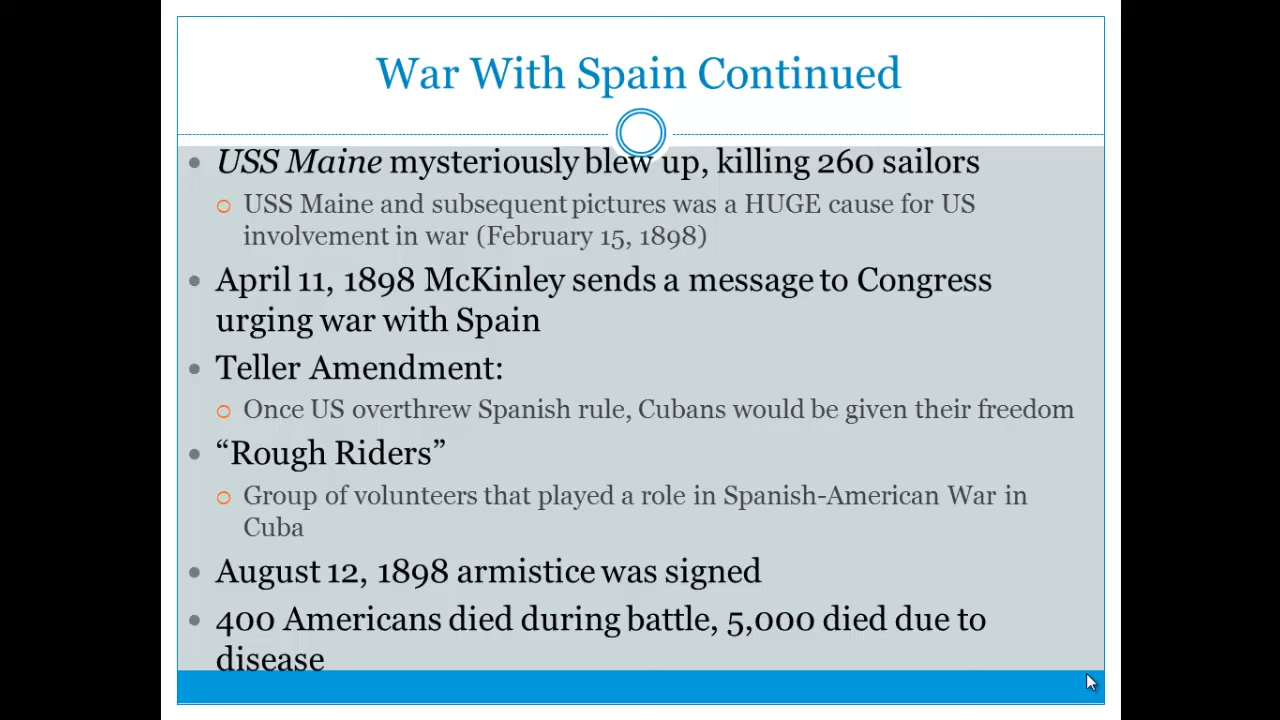 War With Spain Continued
USS Maine mysteriously blew up, killing 260 sailors
USS Maine and subsequent pictures was a HUGE cause for US
involvement in war (February 15, 1898)
April 11, 1898 McKinley sends a message to Congress
urging war with Spain
Teller Amendment:
Once US overthrew Spanish rule, Cubans would be given their freedom
“Rough Riders”
Group of volunteers that played a role in Spanish-American War in
Cuba
August 12, 1898 armistice was signed
400 Americans died during battle, 5,000 died due to
disease